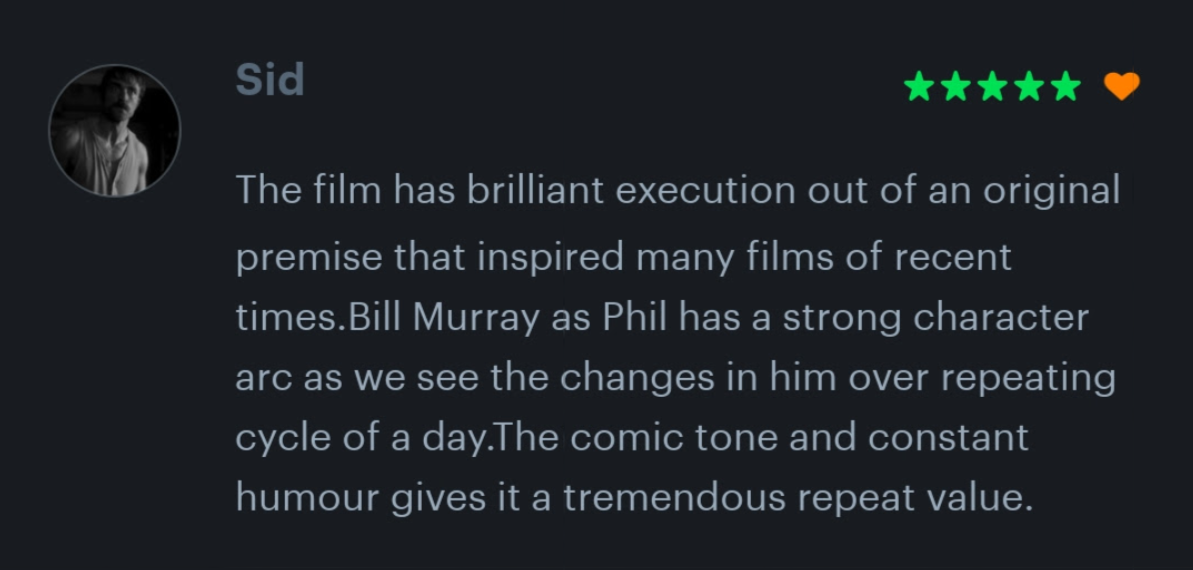 Sid
The film has brilliant execution out of an original
premise that inspired many films of recent
times.Bill Murray as Phil has a strong character
arc as we see the changes in him over repeating
cycle of a day.The comic tone and constant
humour gives it a tremendous repeat value.